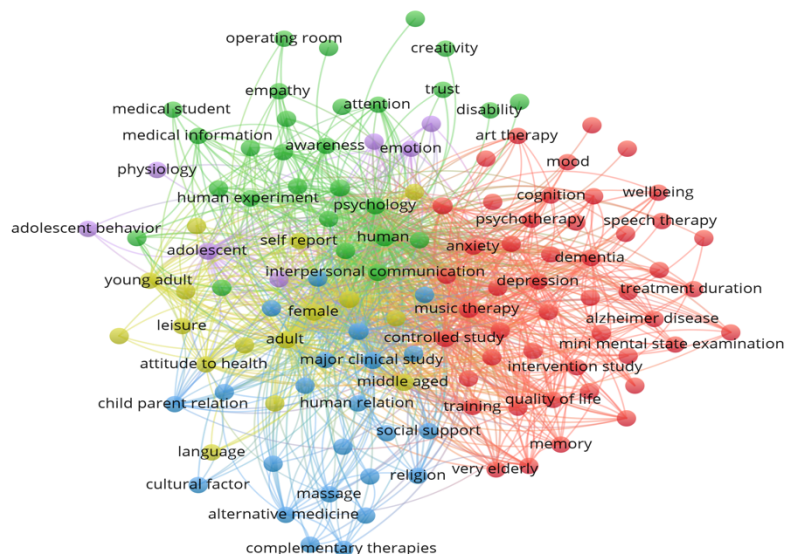 operating room
creativity
empathy
trust
medical student
attention
disability
medical information
art therapy
awareness
emotion
mood
physiology
human experiment
cognition
wellbeing
psychology
psychotherapy
speech therapy
adolescent behavior
adolescent
self report
human
anxiety
dementia
young adult
interpersonal communication
depression
treatment duration
leisure
female
music therapy
alzheimer disease
adult
controlled study
mini mental state examination
attitude to health
major clinical study
intervention study
middle aged
child parent relation
human relation
training
quality of life
social support
language
memory
cultural factor
religion
very elderly
massage
alternative medicine
complementary therapies